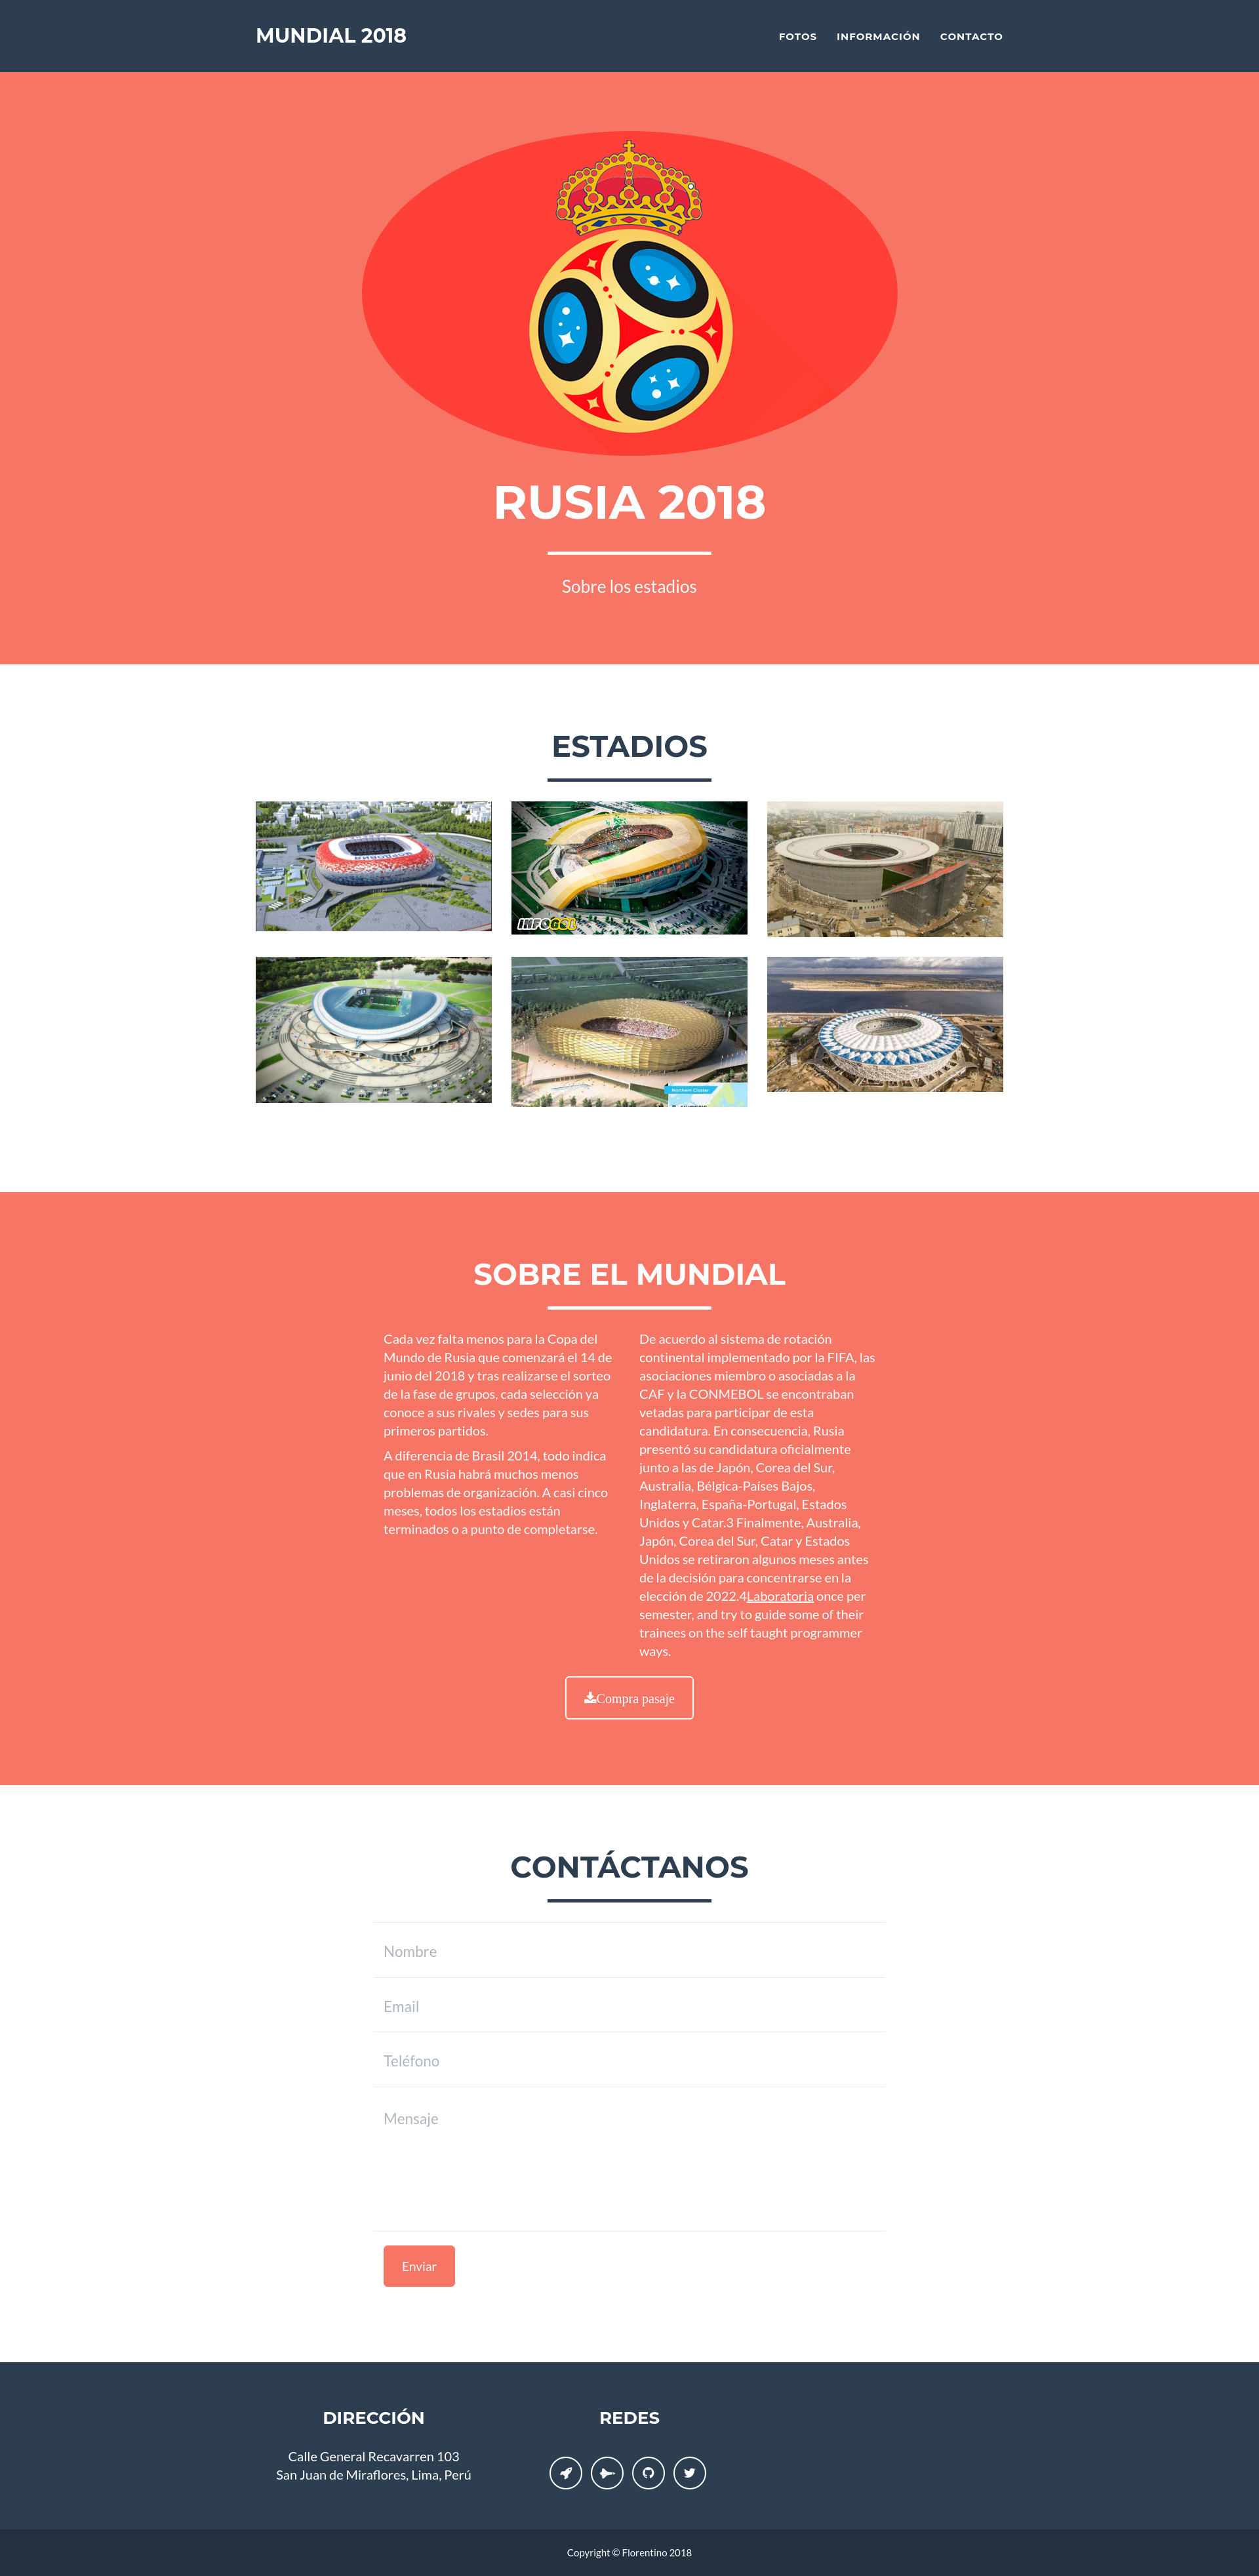 MUNDIAL 2018
FOTOS INFORMACIÓN CONTACTO
RUSIA 2018
Sobre los estadios
ESTADIOS
INFOGOL
Northern Cluster
SOBRE EL MUNDIAL
Cada vez falta menos para la Copa del
Mundo de Rusia que comenzará el 14 de
junio del 2018 y tras realizarse el sorteo
de la fase de grupos, cada selección ya
conoce a sus rivales y sedes para sus
primeros partidos.
A diferencia de Brasil 2014, todo indica
que en Rusia habrá muchos menos
problemas de organización. A casi cinco
meses, todos los estadios están
terminados o a punto de completarse.
De acuerdo al sistema de rotación
continental implementado por la FIFA, las
asociaciones miembro o asociadas a la
CAF y la CONMEBOL se encontraban
vetadas para participar de esta
candidatura. En consecuencia, Rusia
presentó su candidatura oficialmente
junto a las de Japón, Corea del Sur,
Australia, Bélgica-Países Bajos,
Inglaterra, España-Portugal, Estados
Unidos y Catar.3 Finalmente, Australia,
Japón, Corea del Sur, Catar y Estados
Unidos se retiraron algunos meses antes
de la decisión para concentrarse en la
elección de 2022.4Laboratoria once per
semester, and try to guide some of their
trainees on the self taught programmer
ways.
Compra pasaje
CONTÁCTANOS
Nombre
Email
Teléfono
Mensaje
Enviar
DIRECCIÓN
Calle General Recavarren 103
San Juan de Miraflores, Lima, Perú
REDES
Copyright © Florentino 2018